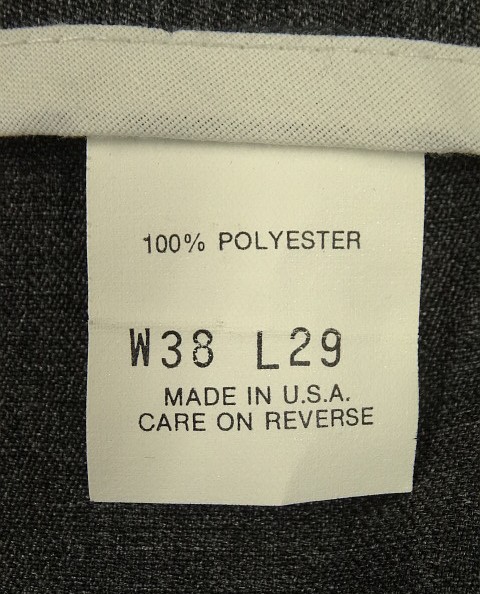 100% POLYESTER
W38 L29
MADE IN U.S.A.
CARE ON REVERSE